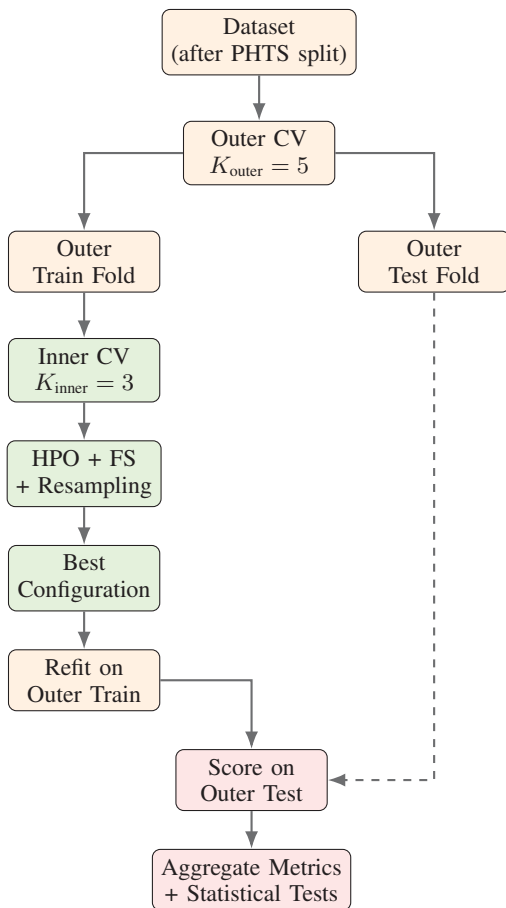 Dataset
(after PHTS split)
Outer CV
K_outer = 5
Outer
Train Fold
Outer
Test Fold
Inner CV
K_inner = 3
HPO + FS
+ Resampling
Best
Configuration
Refit on
Outer Train
Score on
Outer Test
Aggregate Metrics
+ Statistical Tests